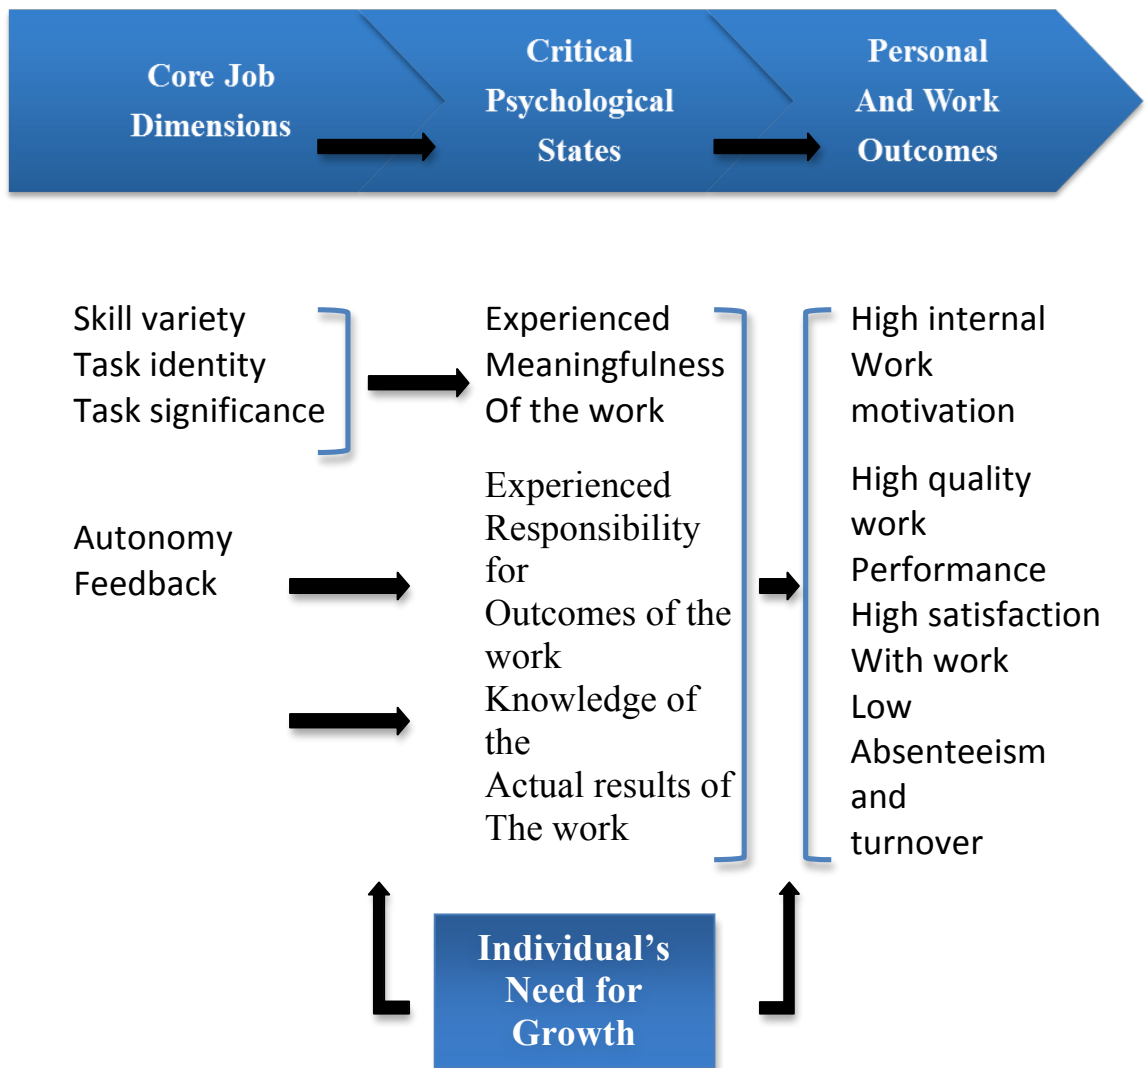 Core Job
Dimensions
Critical
Psychological
States
Personal
And Work
Outcomes
Skill variety
Task identity
Task significance
Autonomy
Feedback
Experienced
Meaningfulness
Of the work
Experienced
Responsibility
for
Outcomes of the
work
Knowledge of
the
Actual results of
The work
High internal
Work
motivation
High quality
work
Performance
High satisfaction
With work
Low
Absenteeism
and
turnover
Individual’s
Need for
Growth